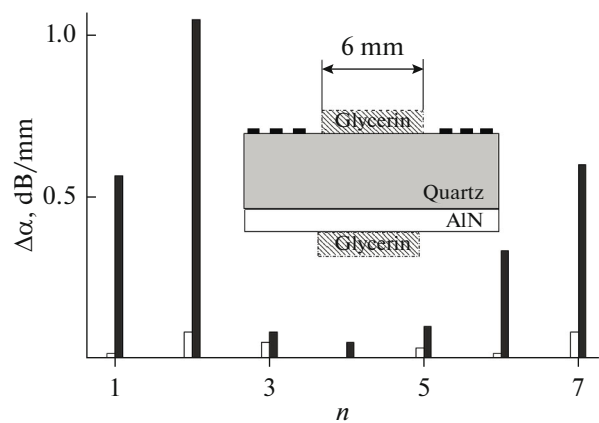 1.0
6 mm
Glycerin
Quartz
0.5
AlN
Glycerin
Δα, dB/mm
1 3 5 7
n